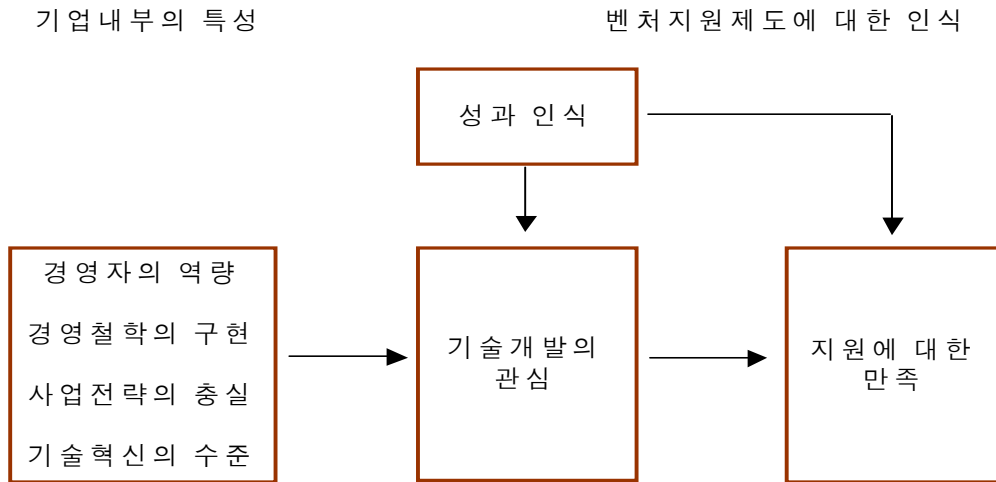 기업내부의 특성
벤처지원제도에 대한 인식
성과 인식
경영자의 역량
경영철학의 구현
사업전략의 충실
기술혁신의 수준
기술개발의
관심
지원에 대한
만족